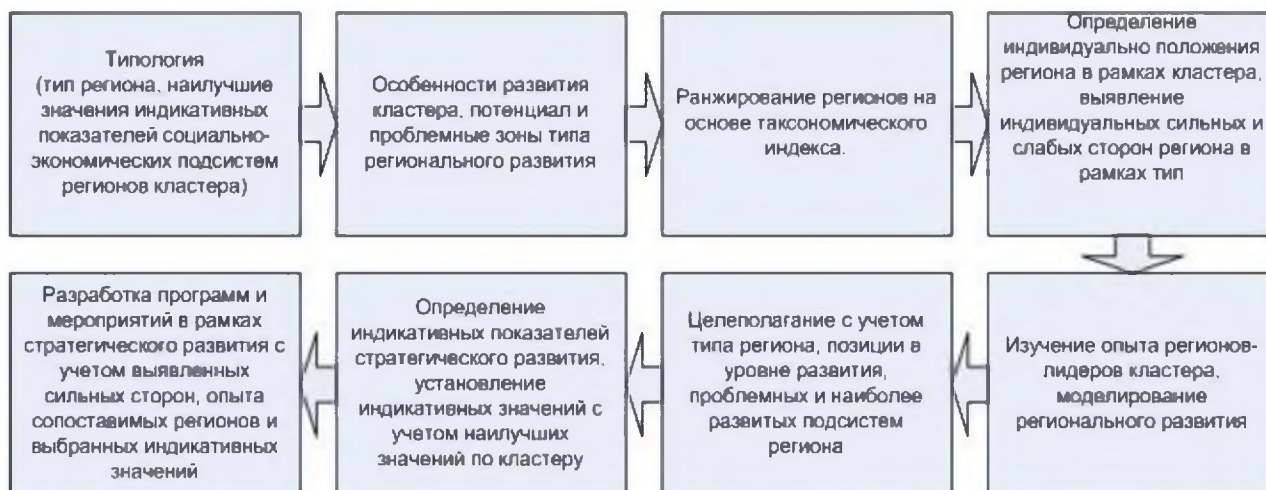 Типология
(тип региона, наилучшие
значения индикативных
показателей социально-
экономических подсистем
регионов кластера)
Особенности развития
кластера, потенциал и
проблемные зоны типа
регионального развития
Ранжирование регионов на
основе таксономического
индекса.
Определение
индивидуально положения
региона в рамках кластера,
выявление
индивидуальных сильных и
слабых сторон региона в
рамках тип
Изучение опыта регионов-
лидеров кластера,
моделирование
регионального развития
Целеполагание с учетом
типа региона, позиции в
уровне развития,
проблемных и наиболее
развитых подсистем
региона
Определение
индикативных показателей
стратегического развития,
установление
индикативных значений с
учетом наилучших
значений по кластеру
Разработка программ и
мероприятий в рамках
стратегического развития с
учетом выявленных
сильных сторон, опыта
сопоставимых регионов и
выбранных индикативных
значений